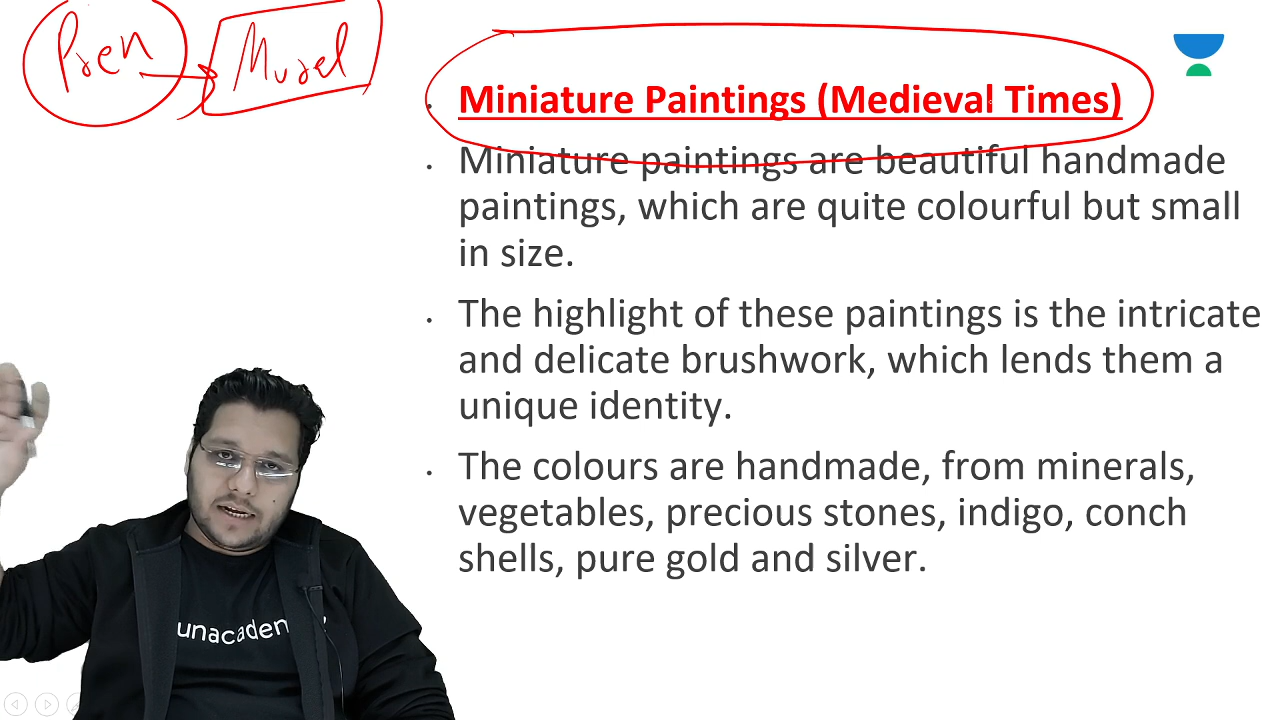 Pren Murel
Miniature Paintings (Medieval Times)
Miniature paintings are beautiful handmade
paintings, which are quite colourful but small
in size.
The highlight of these paintings is the intricate
and delicate brushwork, which lends them a
unique identity.
The colours are handmade, from minerals,
vegetables, precious stones, indigo, conch
shells, pure gold and silver.
unacadem